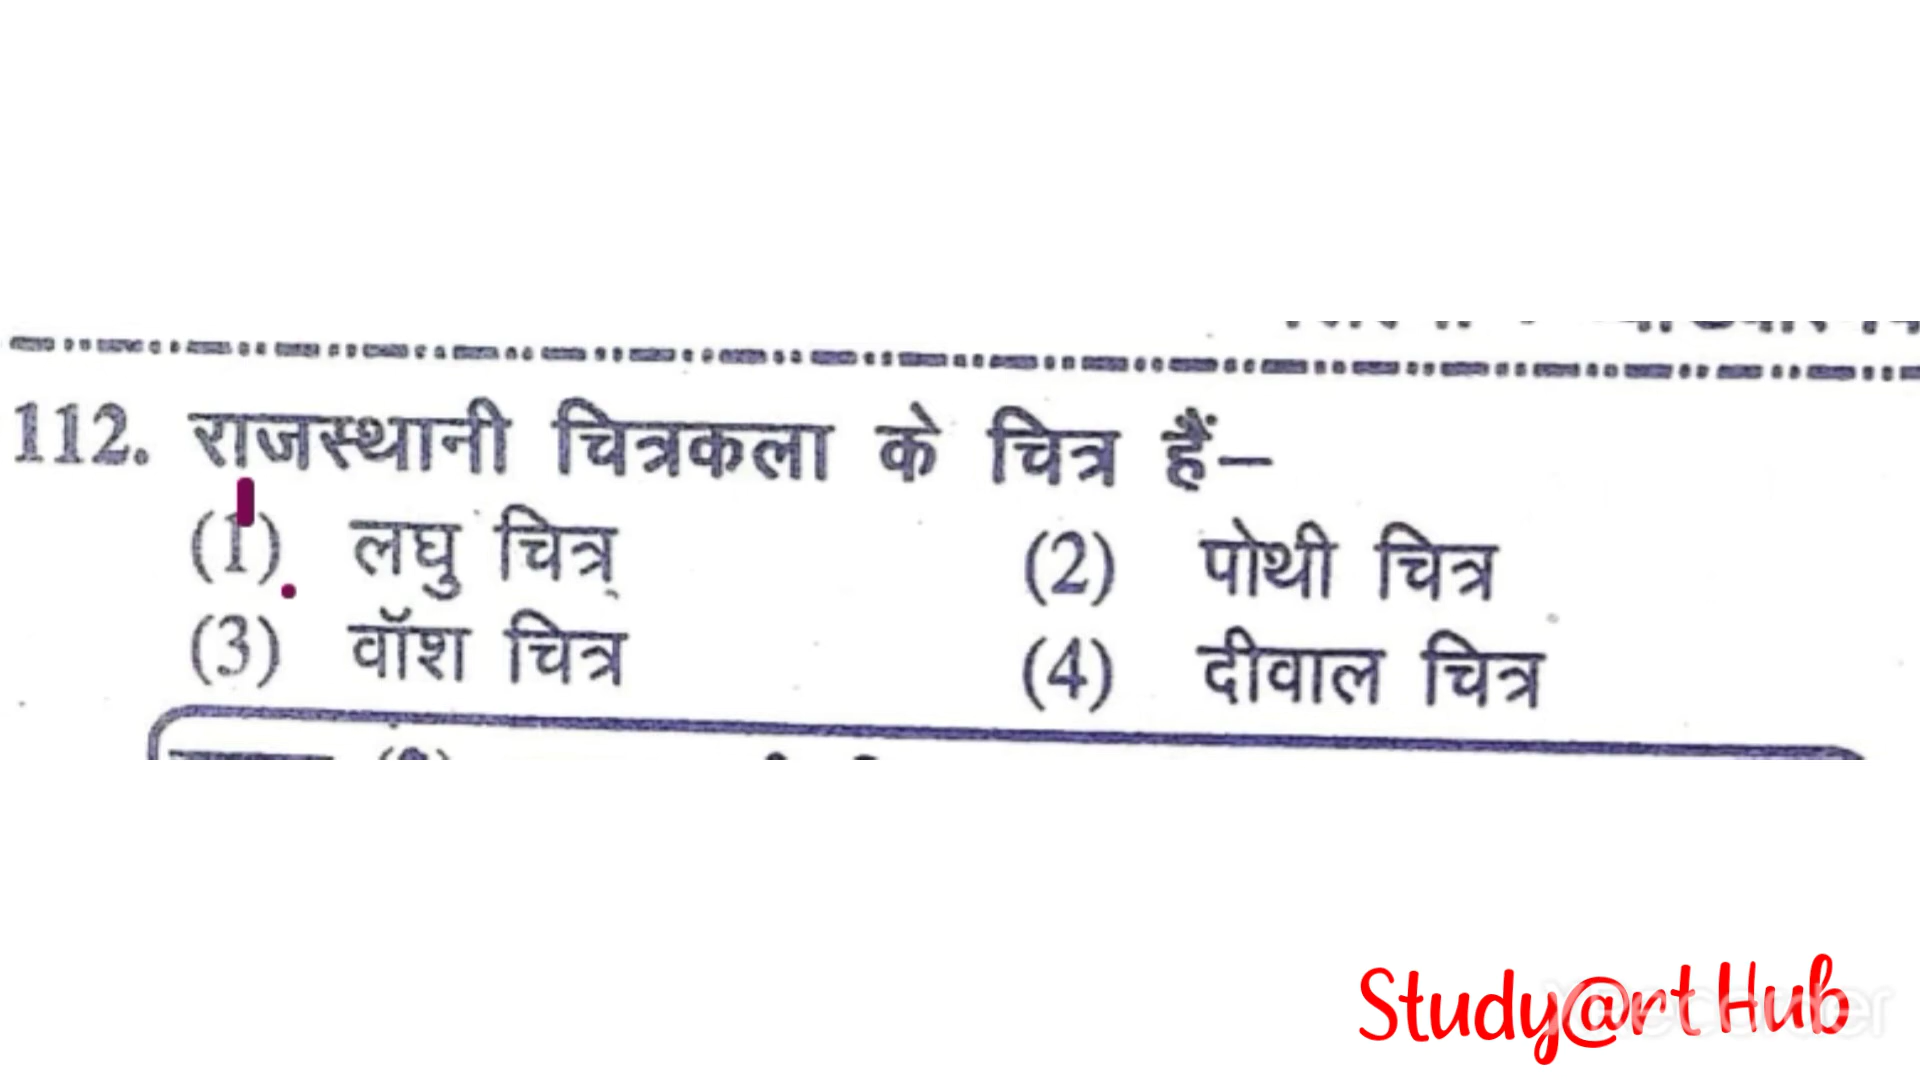 112. राजस्थानी चित्रकला के चित्र हैं–
(1) लघु चित्र् (2) पोथी चित्र
(3) वॉश चित्र (4) दीवाल चित्र
Study@rt Hub